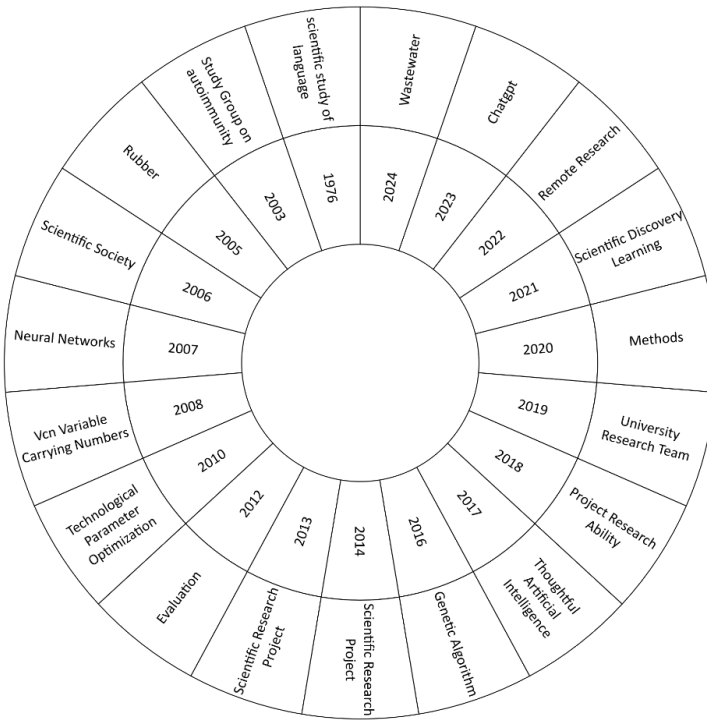 Wastewater
2024
Chatgpt
2023
Remote Research
2022
Scientific Discovery
Learning
2021
Methods
2020
University
Research Team
2019
Project Research
Ability
2018
Thoughtful
Artificial
Intelligence
2017
Genetic Algorithm
2016
Scientific Research
Project
2014
Scientific Research
Project
2013
Evaluation
2012
Technological
Parameter
Optimization
2010
Vcn Variable
Carrying Numbers
2008
Neural Networks
2007
Scientific Society
2006
Rubber
2005
Study Group on
autoimmunity
2003
scientific study of
language
1976